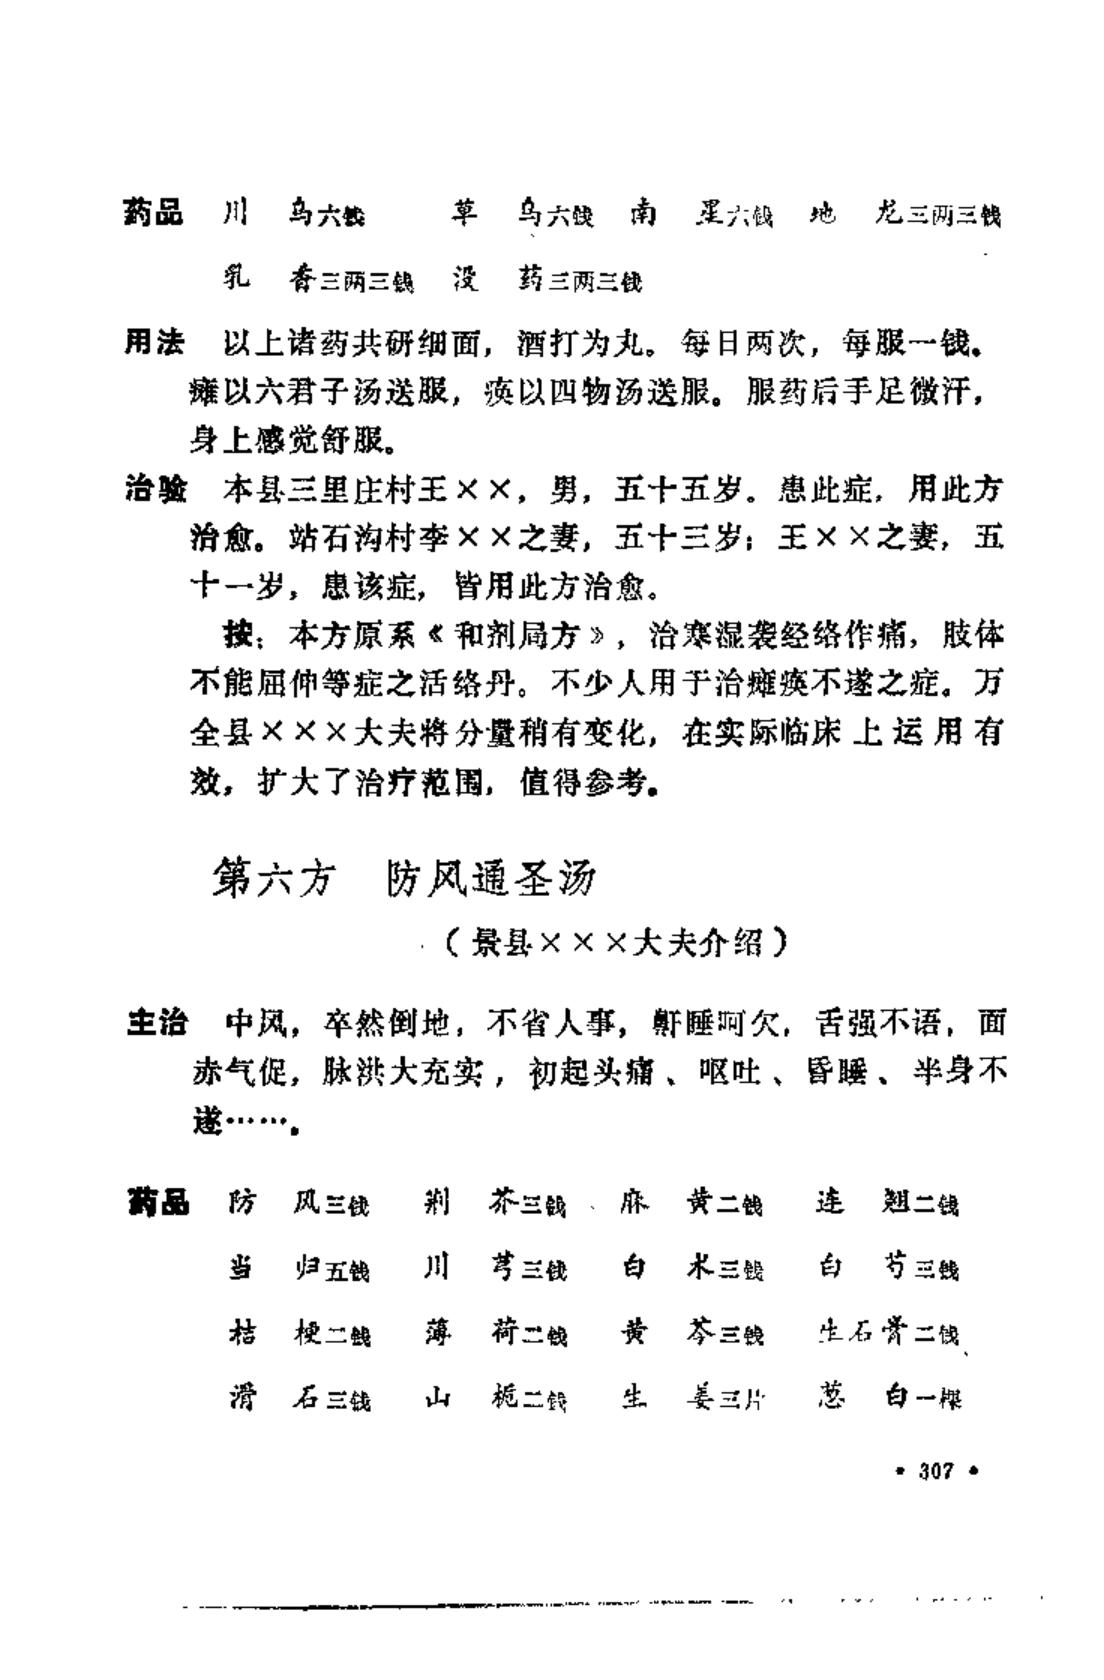 药品 川 乌六钱 草 乌六钱 南 星六钱 地 龙三两三钱
乳 香三两三钱 没 药三两三钱
用法 以上诸药共研细面，酒打为丸。每日两次，每服一钱。
瘫以六君子汤送服，痪以四物汤送服。服药后手足微汗，
身上感觉舒服。
治验 本县三里庄村王××，男，五十五岁。患此症，用此方
治愈。站石沟村李××之妻，五十三岁；王××之妻，五
十一岁，患该症，皆用此方治愈。
按：本方原系《和剂局方》，治寒湿袭经络作痛，肢体
不能屈伸等症之活络丹。不少人用于治瘫痪不遂之症。万
全县×××大夫将分量稍有变化，在实际临床上运用有
效，扩大了治疗范围，值得参考。
第六方 防风通圣汤
（景县×××大夫介绍）
主治 中风，卒然倒地，不省人事，鼾睡呵欠，舌强不语，面
赤气促，脉洪大充实，初起头痛、呕吐、昏睡、半身不
遂……。
药品 防 风三钱 荆 芥三钱 麻 黄二钱 连 翘二钱
当 归五钱 川 芎三钱 白 术三钱 白 芍三钱
桔 梗二钱 薄 荷二钱 黄 芩三钱 生石膏二钱
滑 石三钱 山 栀二钱 生 姜三片 葱 白一棵
• 307 •